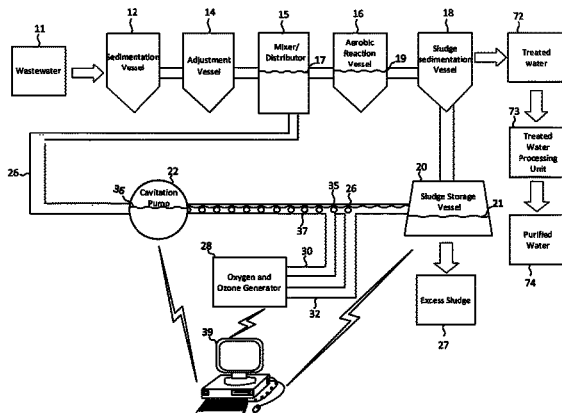 11
12
14
15
16
18
72
Wastewater
Sedimentation
Vessel
Adjustment
Vessel
Mixer/
Distributor
17
Aerobic Reaction
Vessel
19
Sludge
sedimentation
Vessel
Treated
water
73
Treated
Water
Processing
Unit
26
36
22
Cavitation
Pump
35
26
37
20
Sludge Storage
Vessel
21
Purified
Water
74
28
30
Oxygen and
Ozone Generator
32
Excess Sludge
27
39